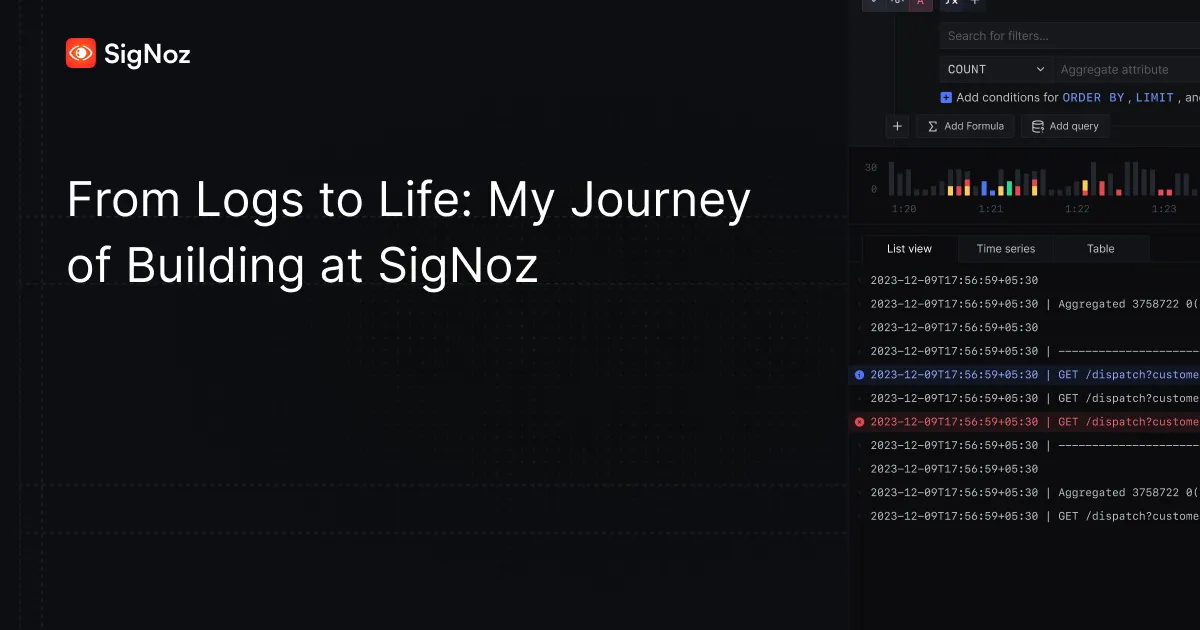 SigNoz
From Logs to Life: My Journey
of Building at SigNoz
A
Search for filters...
COUNT
Aggregate attribute
+ Add conditions for ORDER BY, LIMIT, an
+
Σ Add Formula
Add query
30
0
1:20 1:21 1:22 1:23
List view Time series Table
2023-12-09T17:56:59+05:30
2023-12-09T17:56:59+05:30 | Aggregated 3758722 0(
2023-12-09T17:56:59+05:30
2023-12-09T17:56:59+05:30 | ---------------------
2023-12-09T17:56:59+05:30 | GET /dispatch?custome
2023-12-09T17:56:59+05:30 | GET /dispatch?custome
2023-12-09T17:56:59+05:30 | GET /dispatch?custome
2023-12-09T17:56:59+05:30 | ---------------------
2023-12-09T17:56:59+05:30
2023-12-09T17:56:59+05:30 | Aggregated 3758722 0(
2023-12-09T17:56:59+05:30 | GET /dispatch?custome